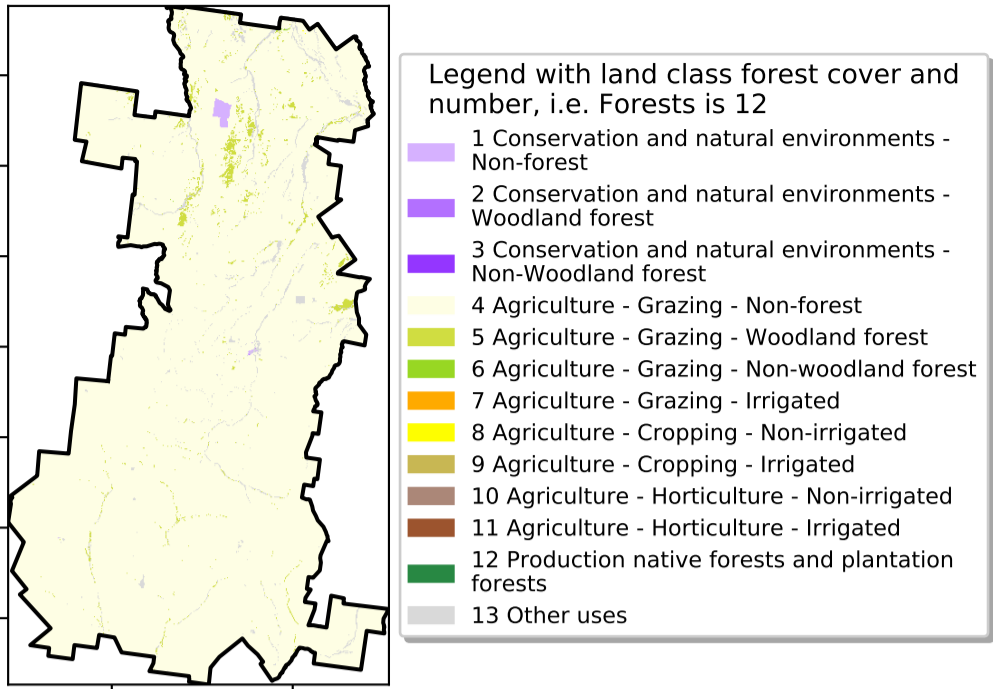 Legend with land class forest cover and
number, i.e. Forests is 12
1 Conservation and natural environments -
Non-forest
2 Conservation and natural environments -
Woodland forest
3 Conservation and natural environments -
Non-Woodland forest
4 Agriculture - Grazing - Non-forest
5 Agriculture - Grazing - Woodland forest
6 Agriculture - Grazing - Non-woodland forest
7 Agriculture - Grazing - Irrigated
8 Agriculture - Cropping - Non-irrigated
9 Agriculture - Cropping - Irrigated
10 Agriculture - Horticulture - Non-irrigated
11 Agriculture - Horticulture - Irrigated
12 Production native forests and plantation
forests
13 Other uses